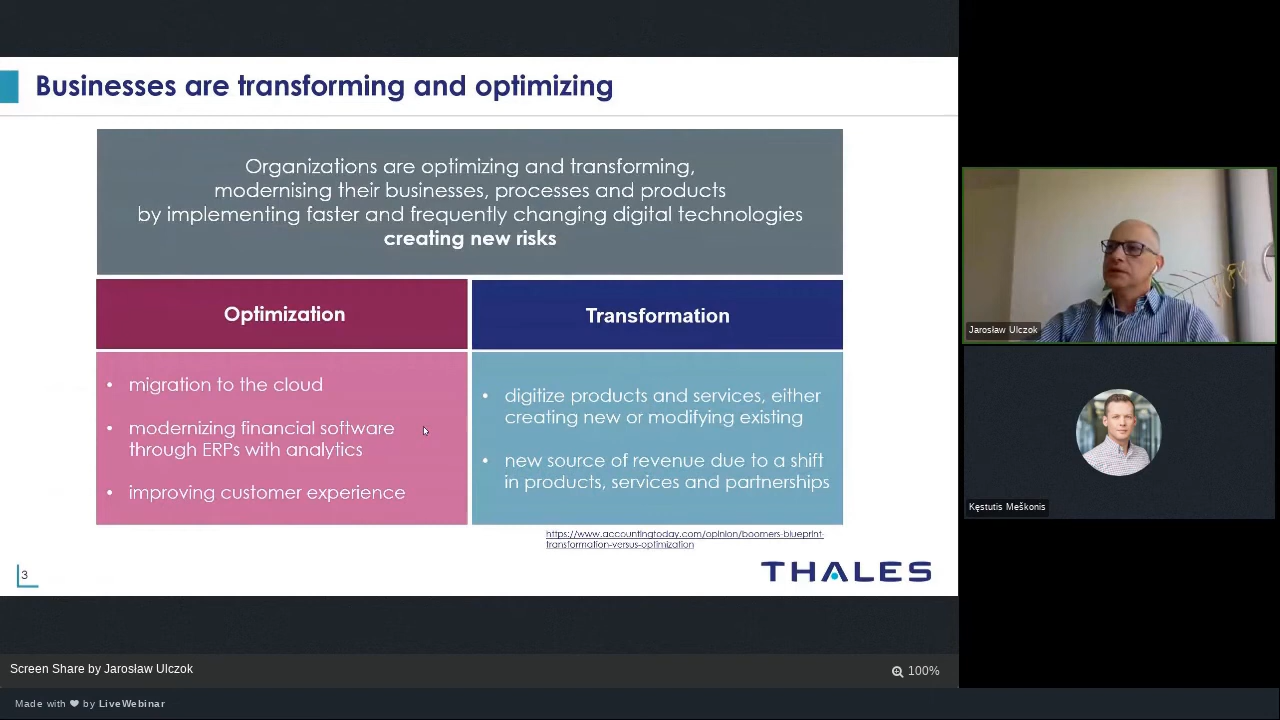 Businesses are transforming and optimizing
Organizations are optimizing and transforming,
modernising their businesses, processes and products
by implementing faster and frequently changing digital technologies
creating new risks
Optimization
• migration to the cloud
• modernizing financial software
through ERPs with analytics
• improving customer experience
Transformation
• digitize products and services, either
creating new or modifying existing
• new source of revenue due to a shift
in products, services and partnerships
https://www.accountingtoday.com/opinion/boomers-blueprint-
transformation-versus-optimization
3
THALES
Jarosław Ulczok
Kęstutis Meškonis
Screen Share by Jarosław Ulczok
100%
Made with ❤ by LiveWebinar